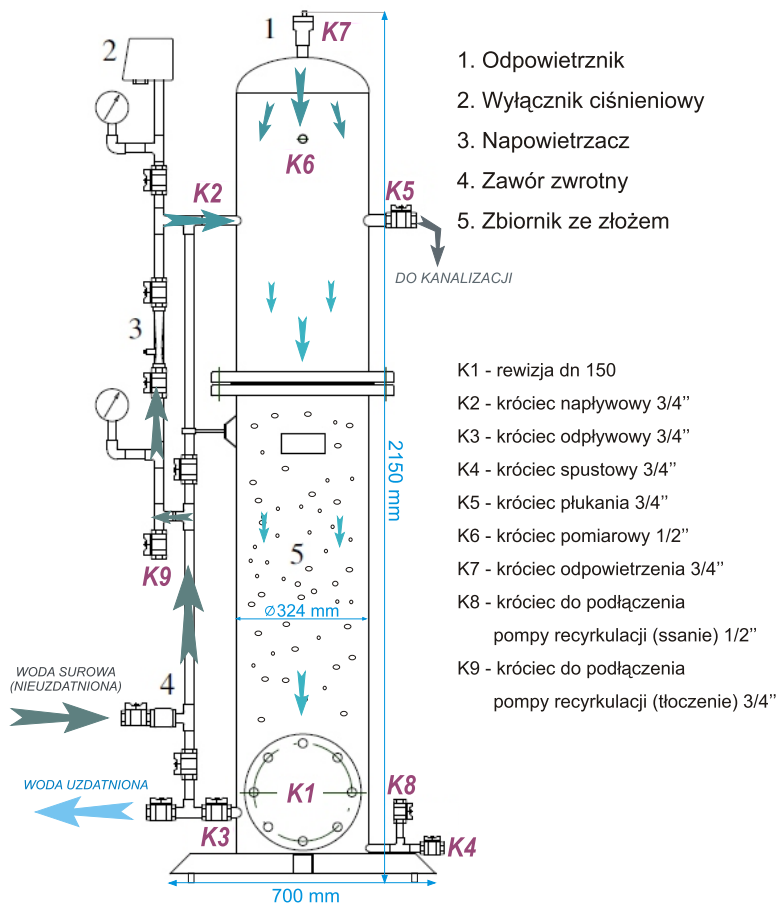 1
K7
2
K6
K2
K5
DO KANALIZACJI
3
2150 mm
5
K9
⌀324 mm
WODA SUROWA
(NIEUZDATNIONA)
4
WODA UZDATNIONA
K1
K8
K3
K4
700 mm
1. Odpowietrznik
2. Wyłącznik ciśnieniowy
3. Napowietrzacz
4. Zawór zwrotny
5. Zbiornik ze złożem
K1 - rewizja dn 150
K2 - króciec napływowy 3/4’’
K3 - króciec odpływowy 3/4’’
K4 - króciec spustowy 3/4’’
K5 - króciec płukania 3/4’’
K6 - króciec pomiarowy 1/2’’
K7 - króciec odpowietrzenia 3/4’’
K8 - króciec do podłączenia
pompy recyrkulacji (ssanie) 1/2’’
K9 - króciec do podłączenia
pompy recyrkulacji (tłoczenie) 3/4’’